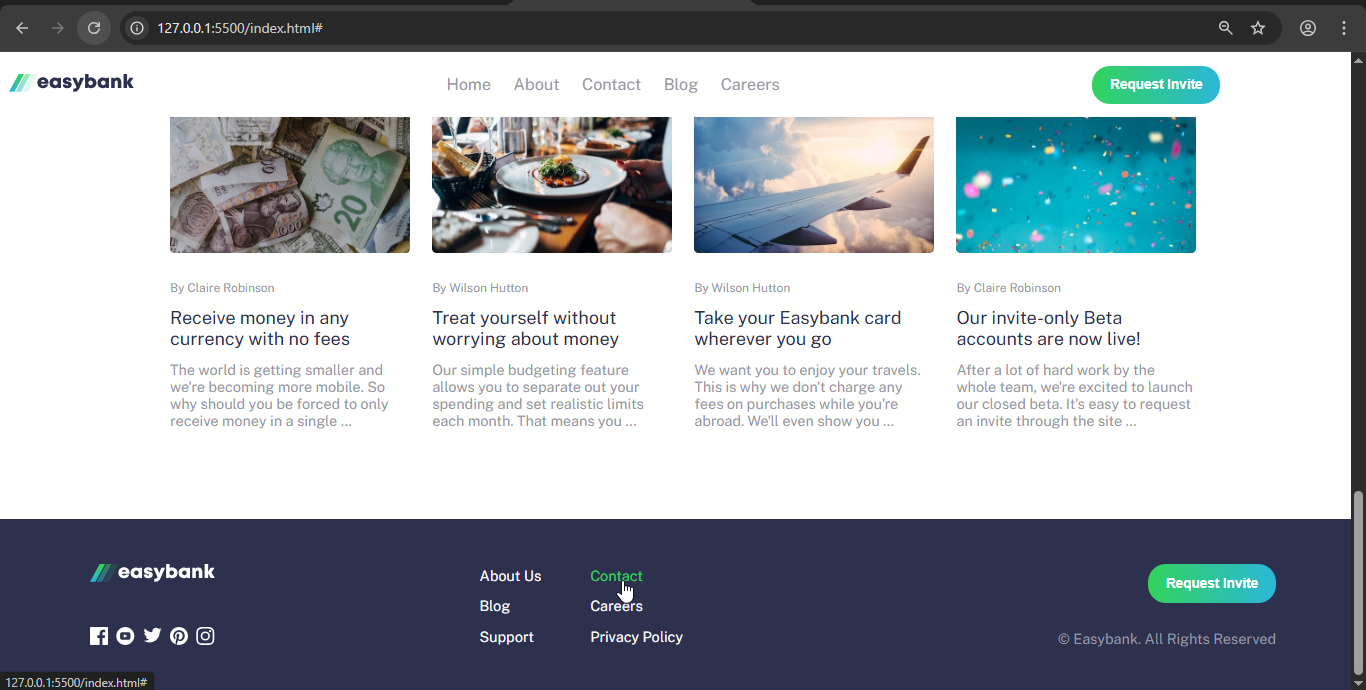 127.0.0.1:5500/index.html#
easybank
Home About Contact Blog Careers
Request Invite
20
1000
By Claire Robinson
Receive money in any
currency with no fees
The world is getting smaller and
we're becoming more mobile. So
why should you be forced to only
receive money in a single ...
By Wilson Hutton
Treat yourself without
worrying about money
Our simple budgeting feature
allows you to separate out your
spending and set realistic limits
each month. That means you ...
By Wilson Hutton
Take your Easybank card
wherever you go
We want you to enjoy your travels.
This is why we don't charge any
fees on purchases while you're
abroad. We'll even show you ...
By Claire Robinson
Our invite-only Beta
accounts are now live!
After a lot of hard work by the
whole team, we're excited to launch
our closed beta. It's easy to request
an invite through the site ...
easybank
About Us
Blog
Support
Contact
Careers
Privacy Policy
Request Invite
© Easybank. All Rights Reserved
127.0.0.1:5500/index.html#